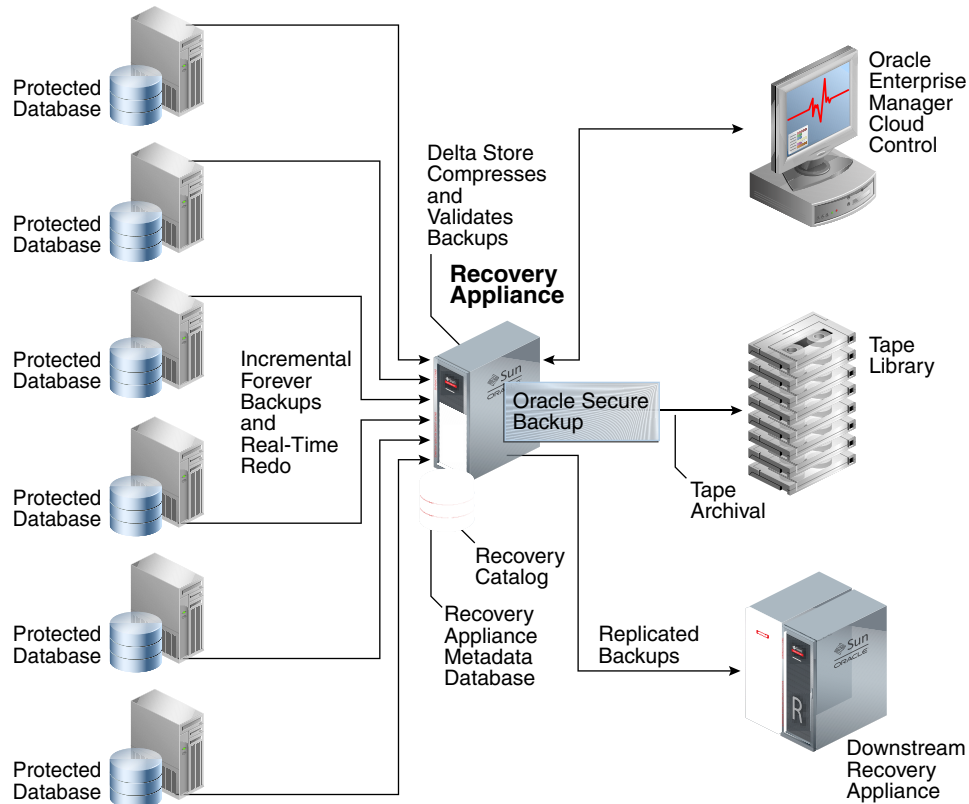 Protected
Database
Protected
Database
Protected
Database
Protected
Database
Protected
Database
Protected
Database
Incremental
Forever
Backups
and
Real-Time
Redo
Delta Store
Compresses
and
Validates
Backups
Recovery
Appliance
Sun
ORACLE
Oracle Secure
Backup
Recovery
Catalog
Recovery
Appliance
Metadata
Database
Oracle
Enterprise
Manager
Cloud
Control
Tape
Library
Tape
Archival
Replicated
Backups
Sun
ORACLE
R
Downstream
Recovery
Appliance